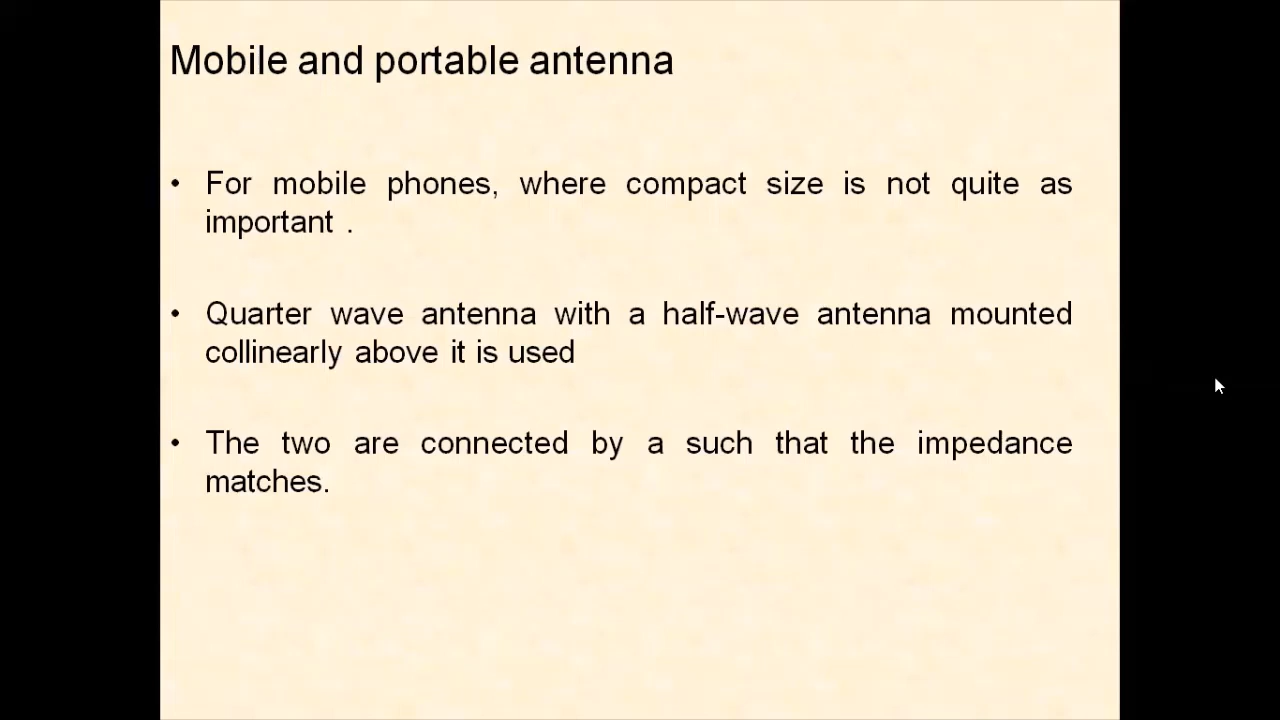 Mobile and portable antenna
• For mobile phones, where compact size is not quite as
important .
• Quarter wave antenna with a half-wave antenna mounted
collinearly above it is used
• The two are connected by a such that the impedance
matches.